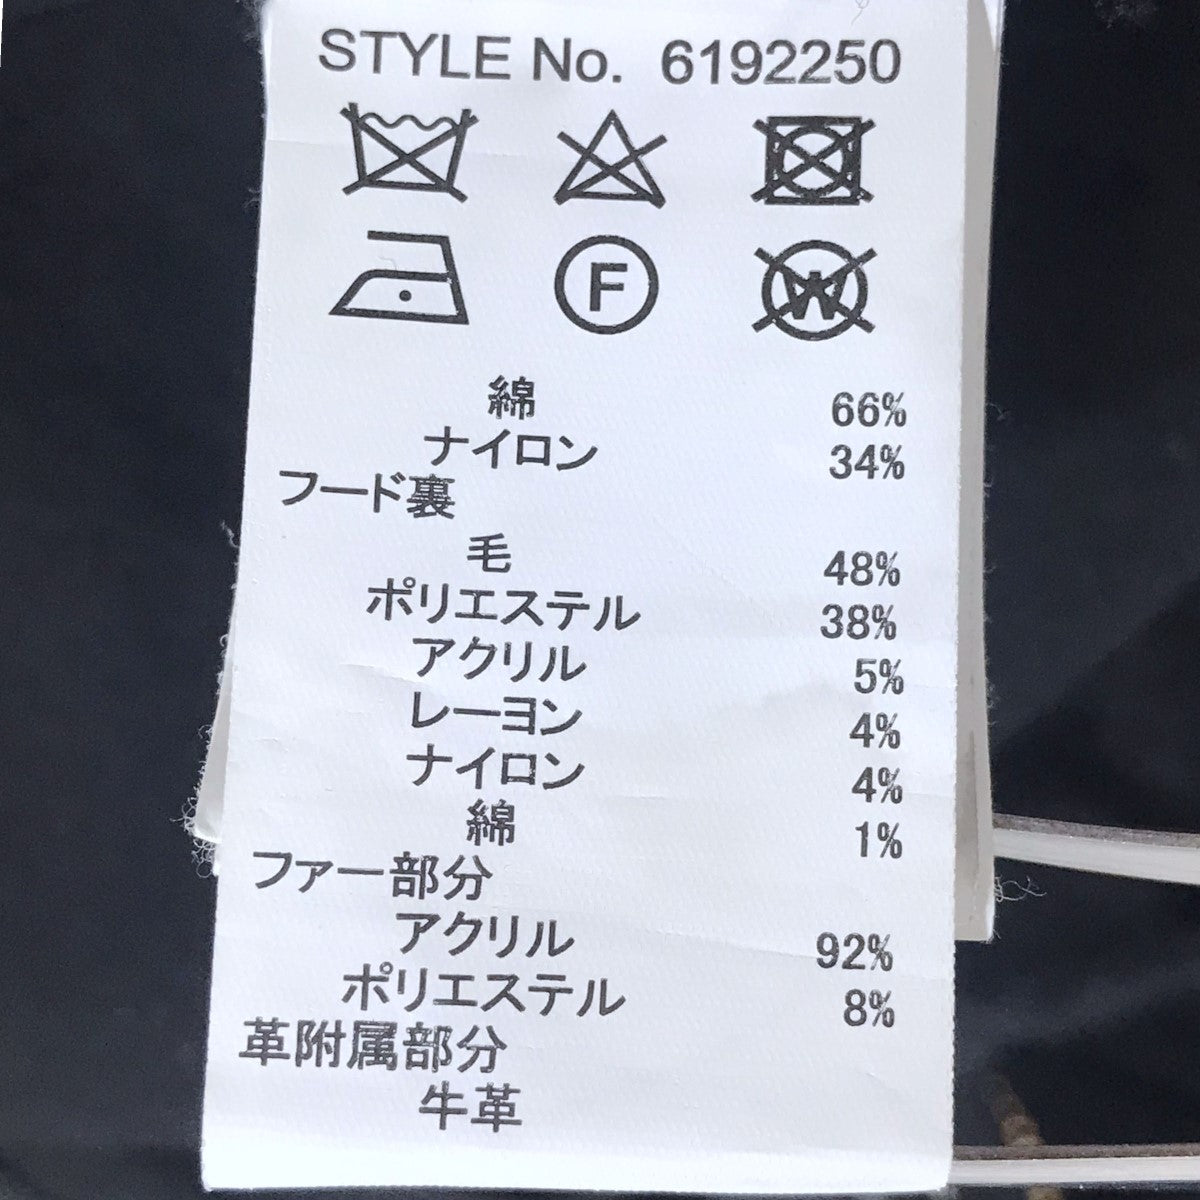 STYLE No. 6192250
F W
綿 66%
ナイロン 34%
フード裏
毛 48%
ポリエステル 38%
アクリル 5%
レーヨン 4%
ナイロン 4%
綿 1%
ファー部分
アクリル 92%
ポリエステル 8%
革附属部分
牛革